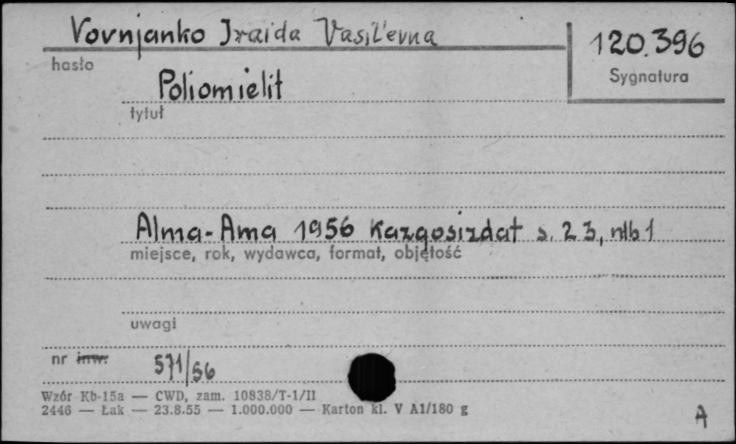 Vovnjanko Iraida Vasil'evna
120.396
hasło
Sygnatura
Poliomielit
tytuł
Alma-Ama 1956 Kazgosizdat s. 23, nlb 1
miejsce, rok, wydawca, format, objętość
uwagi
nr inw. 571/56
Wzór Kb-15a — CWD, zam. 10838/T-1/II
2446 — Łak — 23.8.55 — 1.000.000 — Karton kl. V A1/180 g
A